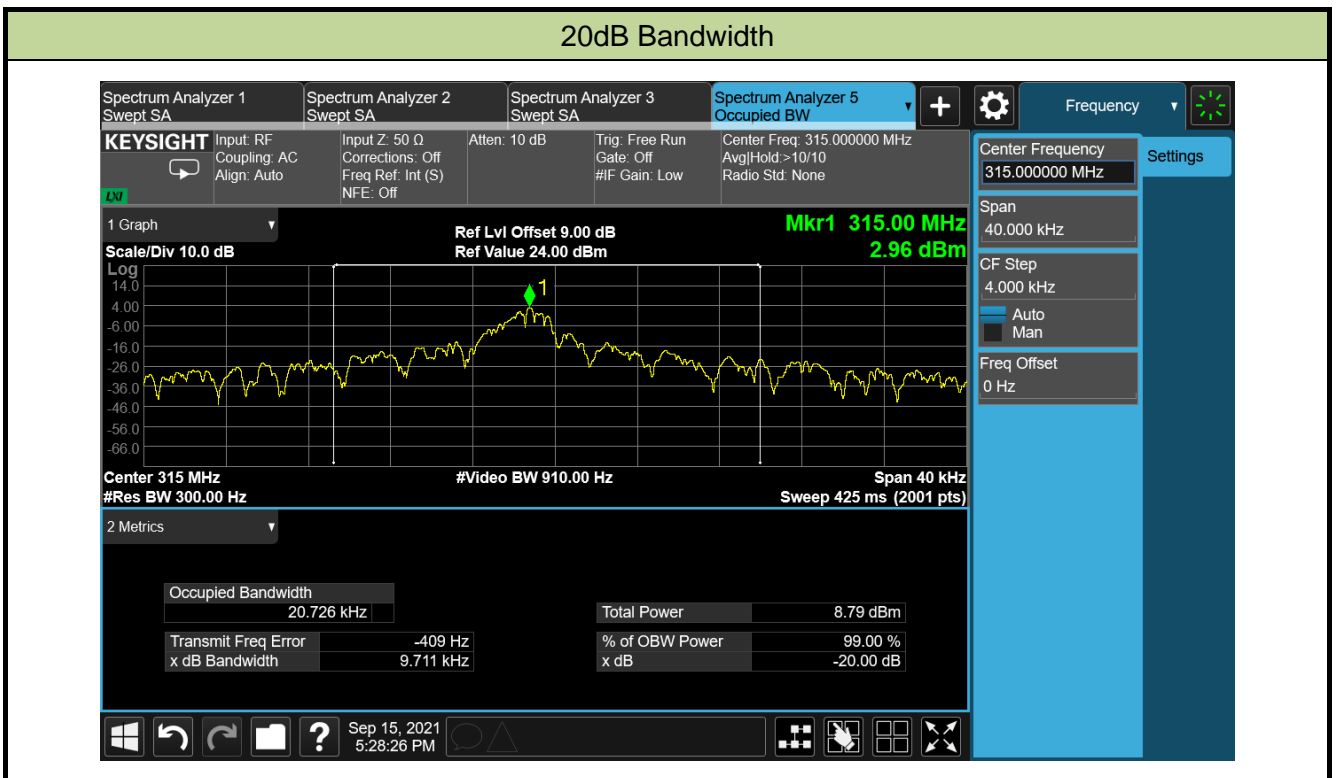 20dB Bandwidth
Spectrum Analyzer 1
Swept SA
Spectrum Analyzer 2
Swept SA
Spectrum Analyzer 3
Swept SA
Spectrum Analyzer 5
Occupied BW
Frequency
KEYSIGHT
LXI
Input: RF
Coupling: AC
Align: Auto
Input Z: 50 Ω
Corrections: Off
Freq Ref: Int (S)
NFE: Off
Atten: 10 dB
Trig: Free Run
Gate: Off
#IF Gain: Low
Center Freq: 315.000000 MHz
Avg|Hold:>10/10
Radio Std: None
Center Frequency
315.000000 MHz
Settings
Span
40.000 kHz
CF Step
4.000 kHz
Auto
Man
Freq Offset
0 Hz
1 Graph
Scale/Div 10.0 dB
Ref Lvl Offset 9.00 dB
Ref Value 24.00 dBm
Mkr1 315.00 MHz
2.96 dBm
Log
14.0
4.00
-6.00
-16.0
-26.0
-36.0
-46.0
-56.0
-66.0
1
Center 315 MHz
#Res BW 300.00 Hz
#Video BW 910.00 Hz
Span 40 kHz
Sweep 425 ms (2001 pts)
2 Metrics
Occupied Bandwidth
20.726 kHz
Transmit Freq Error -409 Hz
x dB Bandwidth 9.711 kHz
Total Power 8.79 dBm
% of OBW Power 99.00 %
x dB -20.00 dB
Sep 15, 2021
5:28:26 PM